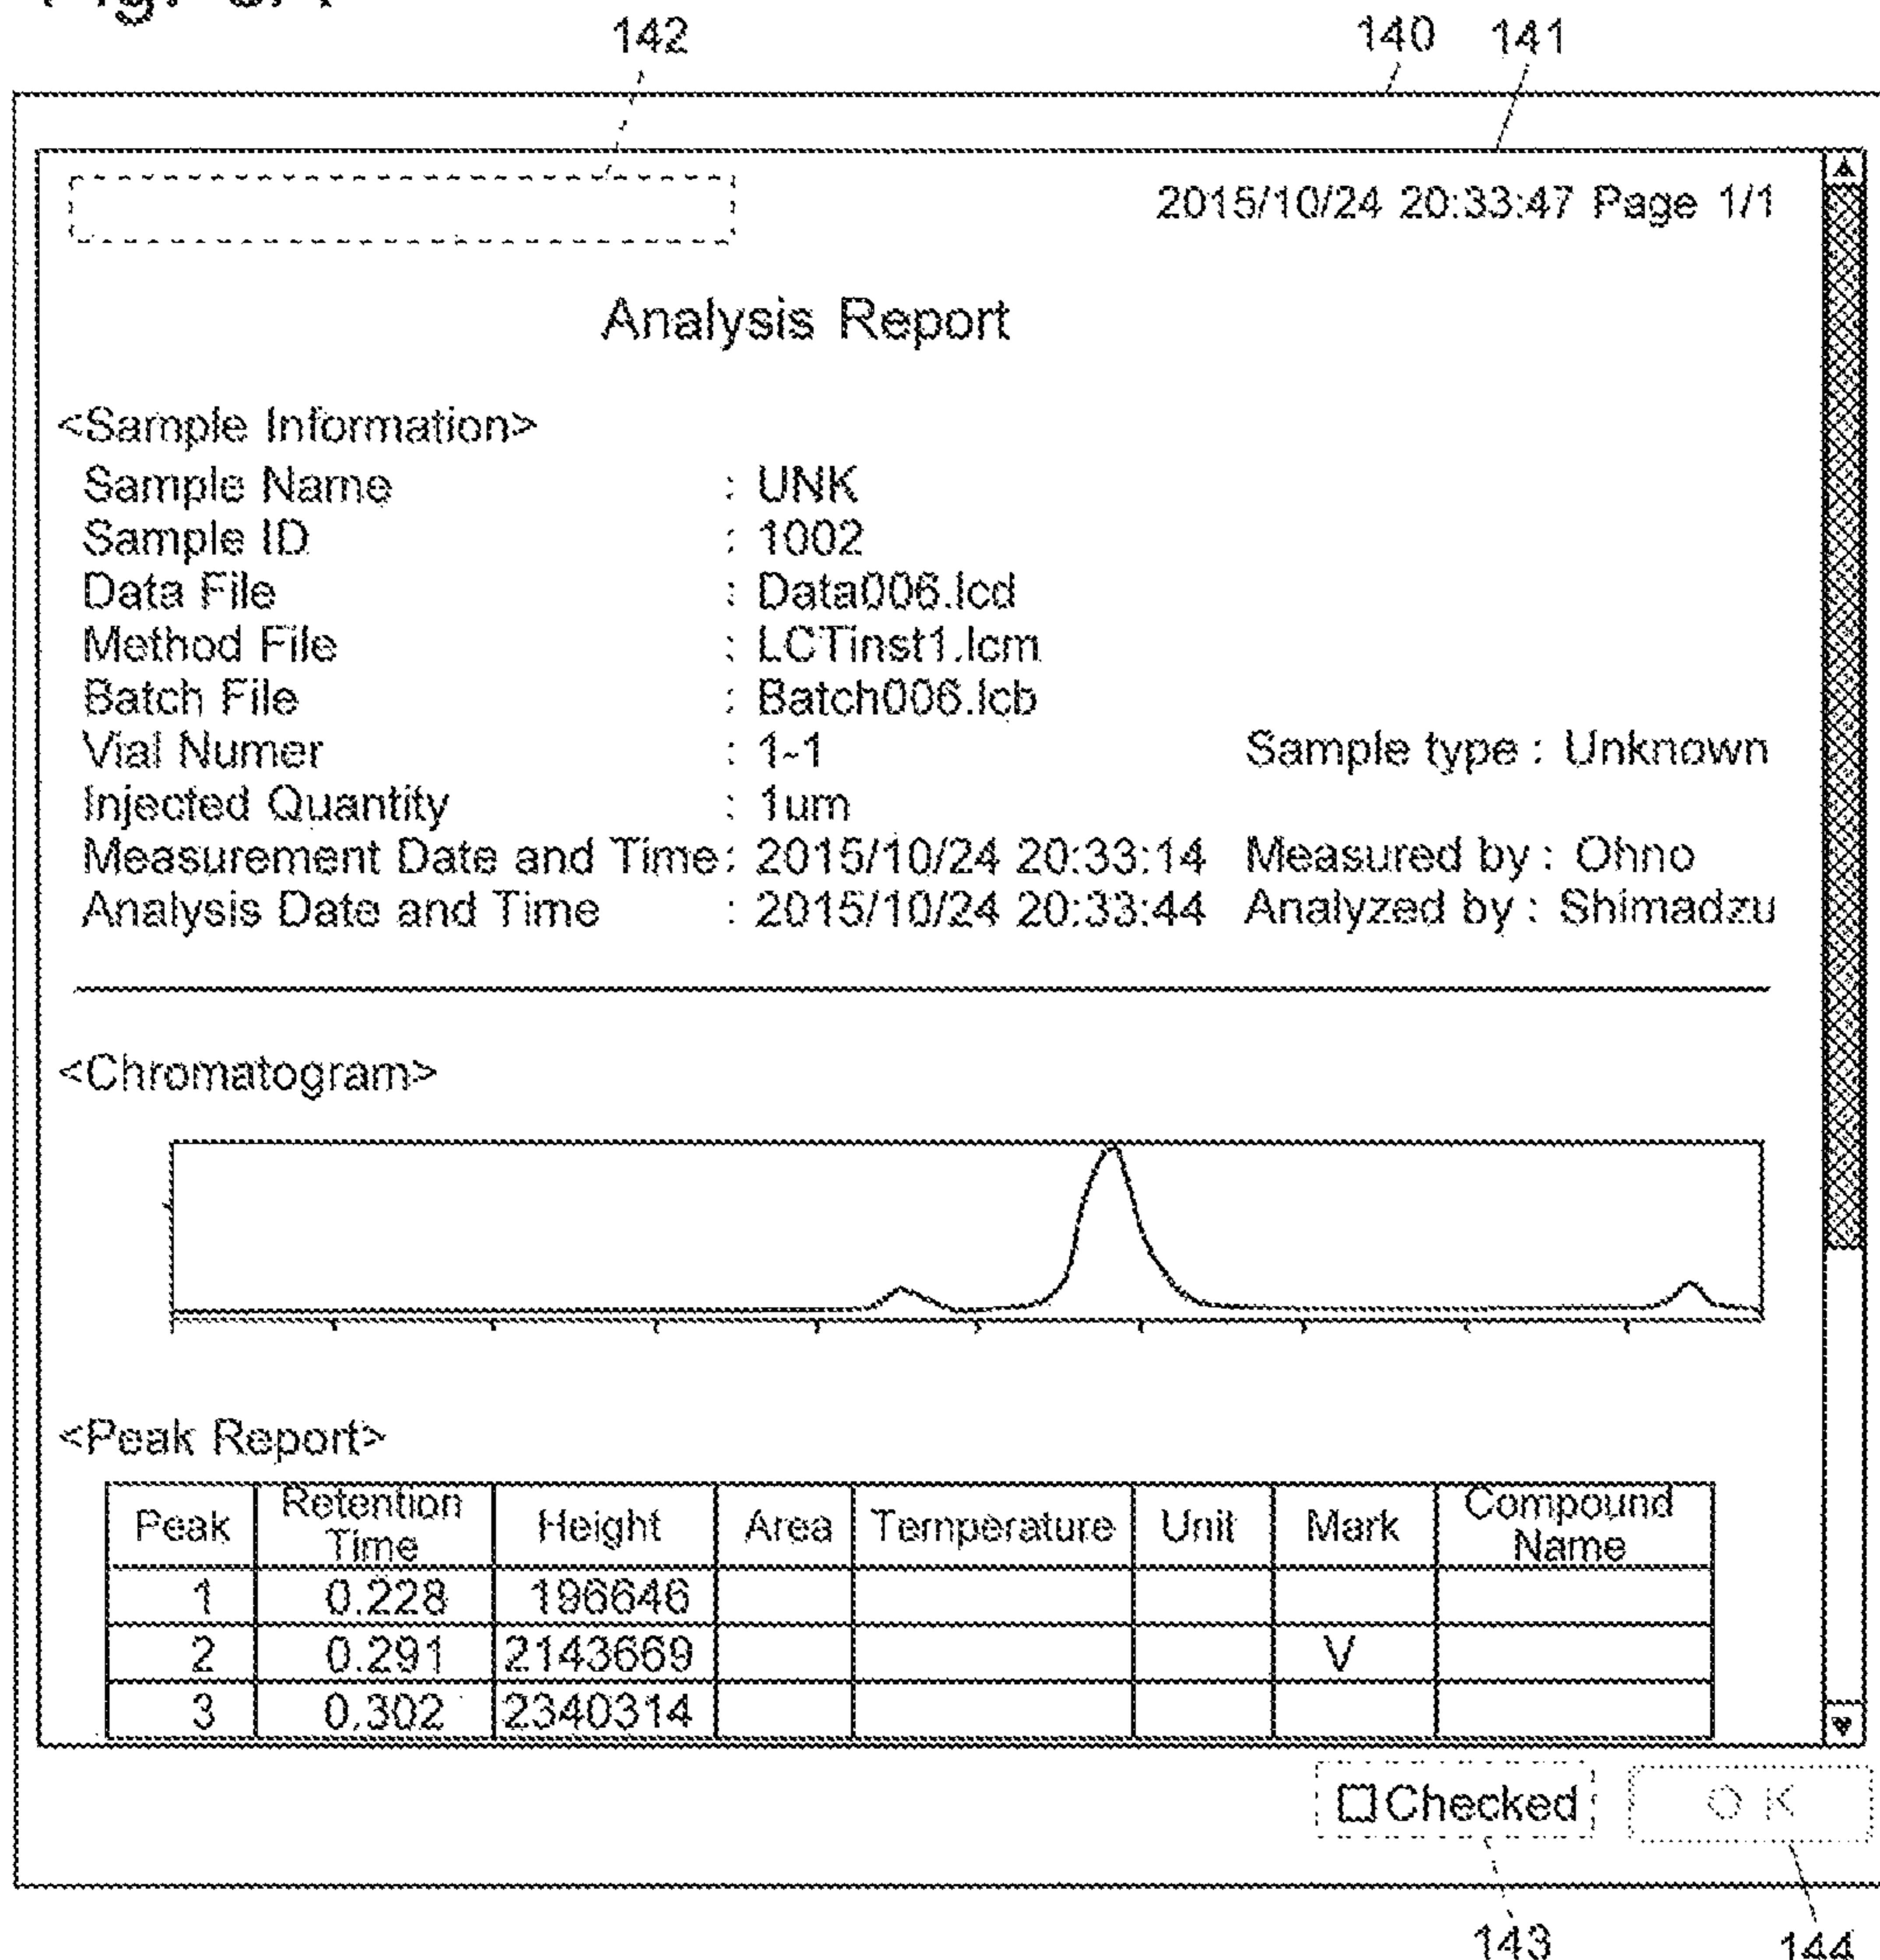 142
140 141
2015/10/24 20:33:47 Page 1/1
Analysis Report
<Sample Information>
Sample Name : UNK
Sample ID : 1002
Data File : Data006.lcd
Method File : LCTinst1.lcm
Batch File : Batch006.lcb
Vial Numer : 1-1 Sample type : Unknown
Injected Quantity : 1um
Measurement Date and Time : 2015/10/24 20:33:14 Measured by : Ohno
Analysis Date and Time : 2015/10/24 20:33:44 Analyzed by : Shimadzu
<Chromatogram>
<Peak Report>
Peak Retention Time Height Area Temperature Unit Mark Compound Name
1 0.228 196646
2 0.291 2143669 V
3 0.302 2340314
Checked OK
143 144